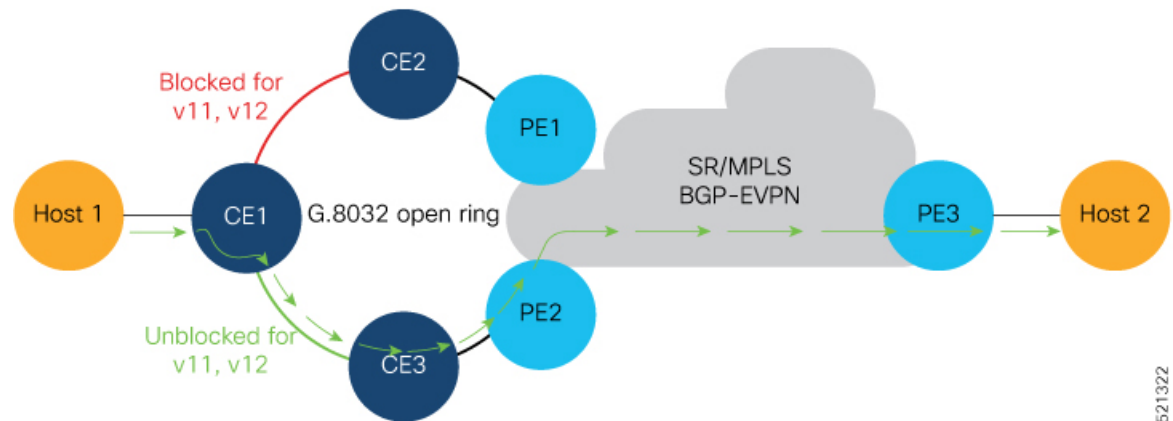 CE2
Blocked for
v11, v12
PE1
SR/MPLS
BGP-EVPN
Host 1
CE1
G.8032 open ring
PE3
Host 2
PE2
Unblocked for
v11, v12
CE3
521322